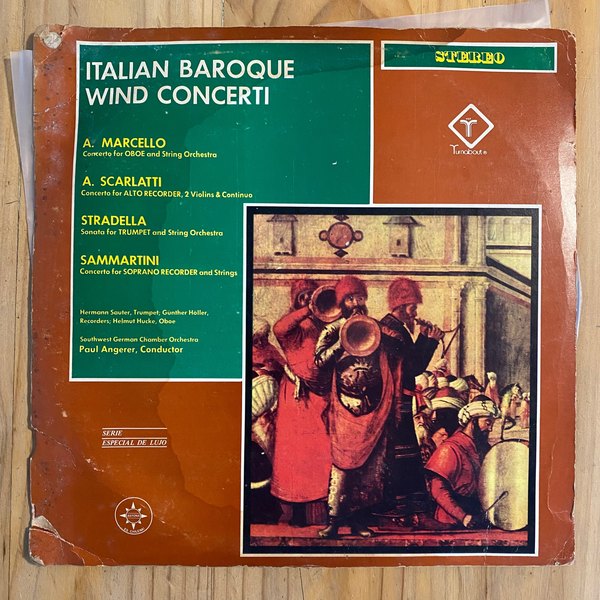 STEREO
ITALIAN BAROQUE
WIND CONCERTI
A. MARCELLO
Concerto for OBOE and String Orchestra
A. SCARLATTI
Concerto for ALTO RECORDER, 2 Violins & Continuo
STRADELLA
Sonata for TRUMPET and String Orchestra
SAMMARTINI
Concerto for SOPRANO RECORDER and Strings
Hermann Sauter, Trumpet; Gunther Höller,
Recorders; Helmut Hucke, Oboe
Southwest German Chamber Orchestra
Paul Angerer, Conductor
Turnabout
SERIE
ESPECIAL DE LUJO